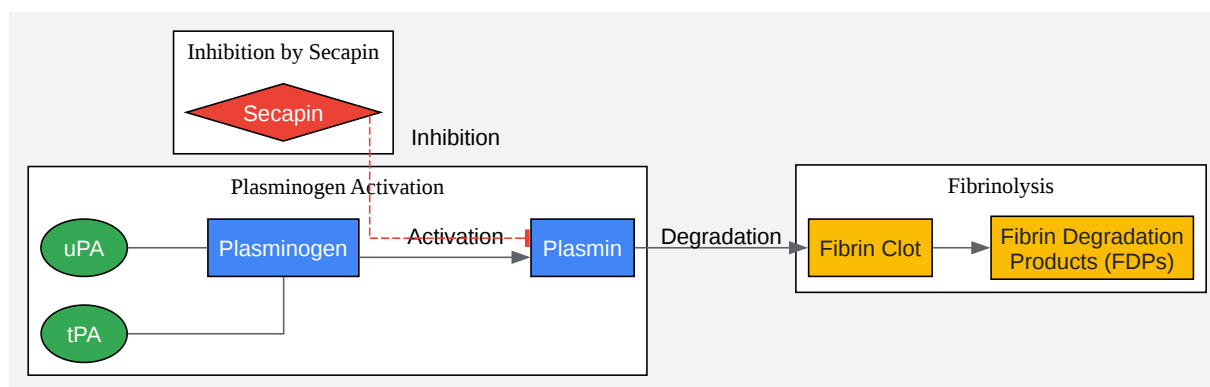 Inhibition by Secapin
Secapin
Inhibition
Plasminogen Activation
uPA
Plasminogen
Activation
Plasmin
tPA
Degradation
Fibrinolysis
Fibrin Clot
Fibrin Degradation
Products (FDPs)